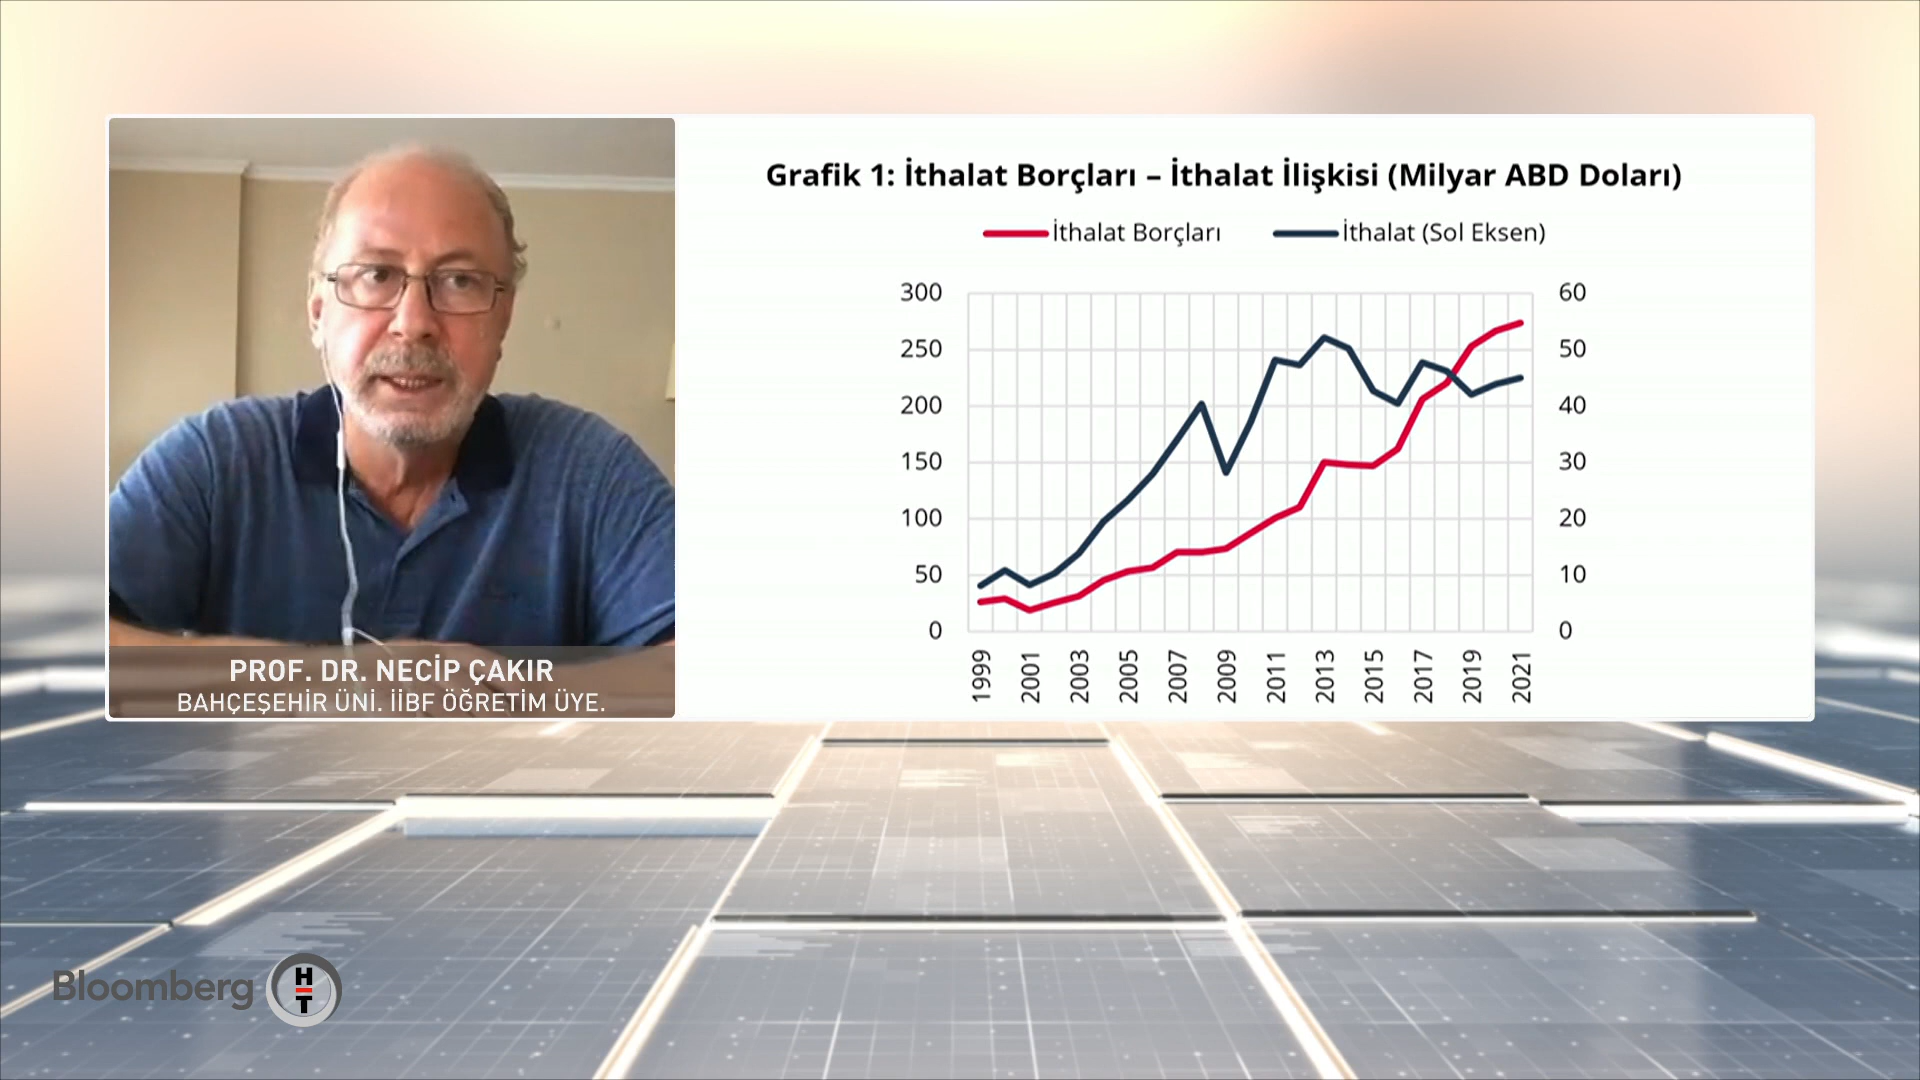 Grafik 1: İthalat Borçları – İthalat İlişkisi (Milyar ABD Doları)
İthalat Borçları İthalat (Sol Eksen)
300 60
250 50
200 40
150 30
100 20
50 10
0 0
1999 2001 2003 2005 2007 2009 2011 2013 2015 2017 2019 2021
PROF. DR. NECİP ÇAKIR
BAHÇEŞEHİR ÜNİ. İİBF ÖĞRETİM ÜYE.
Bloomberg HT